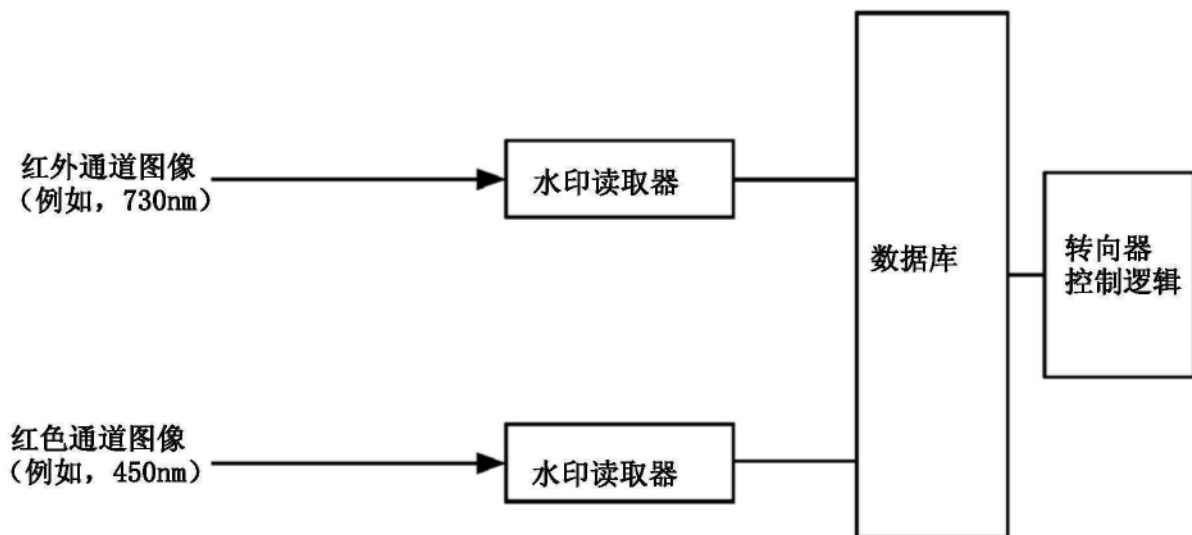 红外通道图像
（例如，730nm）
水印读取器
数据库
转向器
控制逻辑
红色通道图像
（例如，450nm）
水印读取器